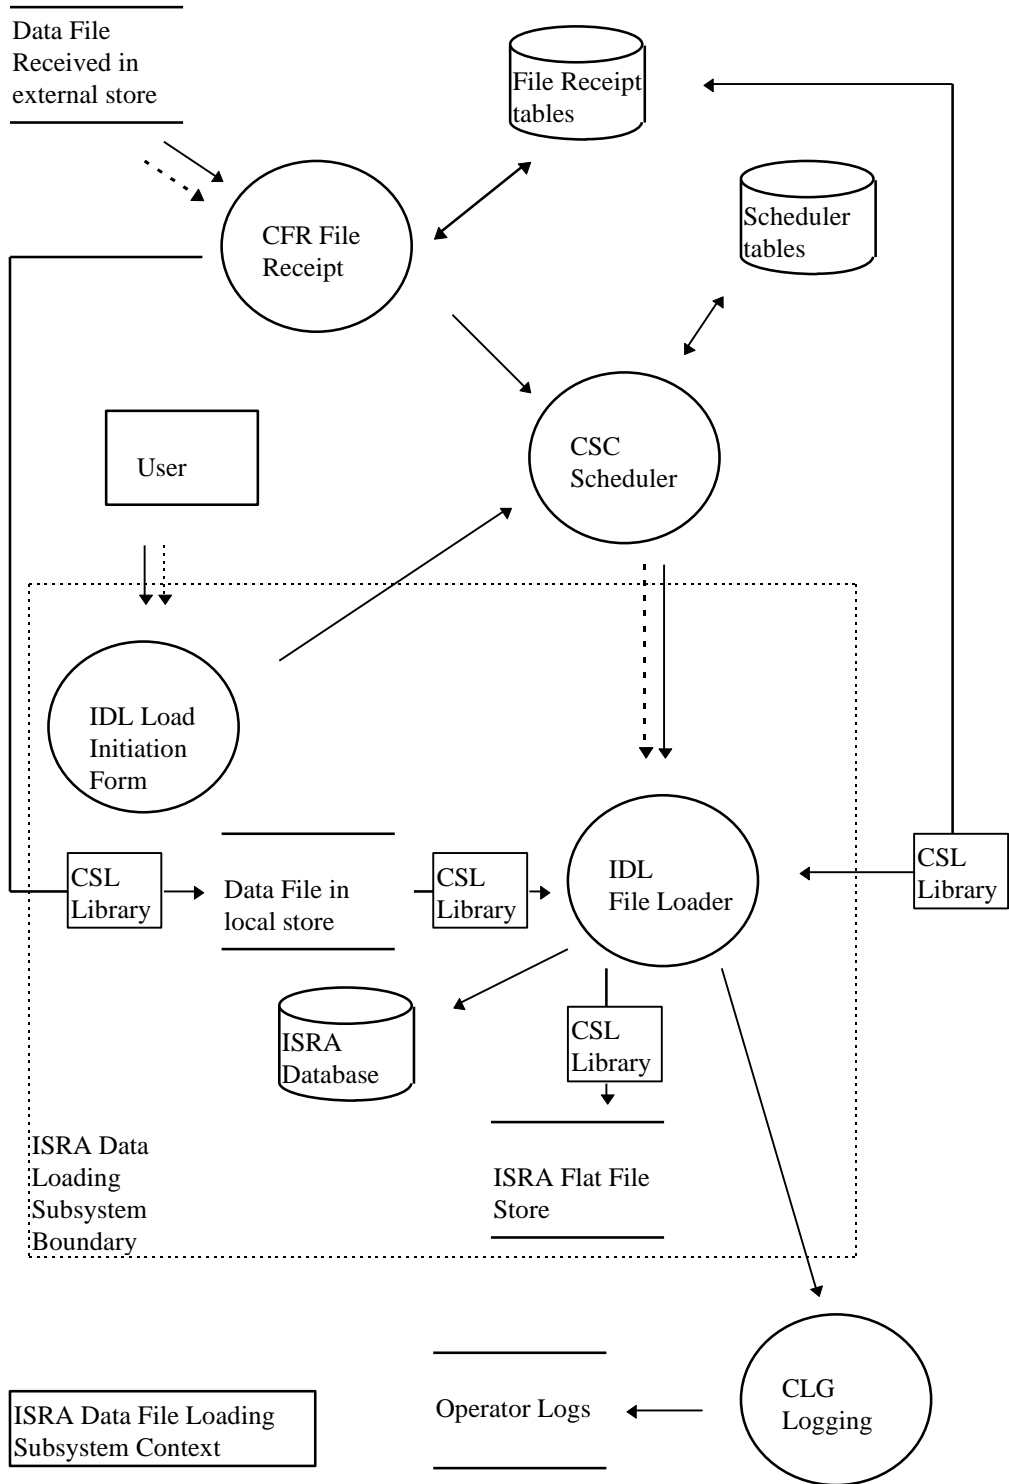 Data File
Received in
external store
File Receipt
tables
Scheduler
tables
CFR File
Receipt
CSC
Scheduler
User
IDL Load
Initiation
Form
CSL
Library
Data File in
local store
CSL
Library
IDL
File Loader
CSL
Library
ISRA
Database
CSL
Library
ISRA Data
Loading
Subsystem
Boundary
ISRA Flat File
Store
CLG
Logging
Operator Logs
ISRA Data File Loading
Subsystem Context